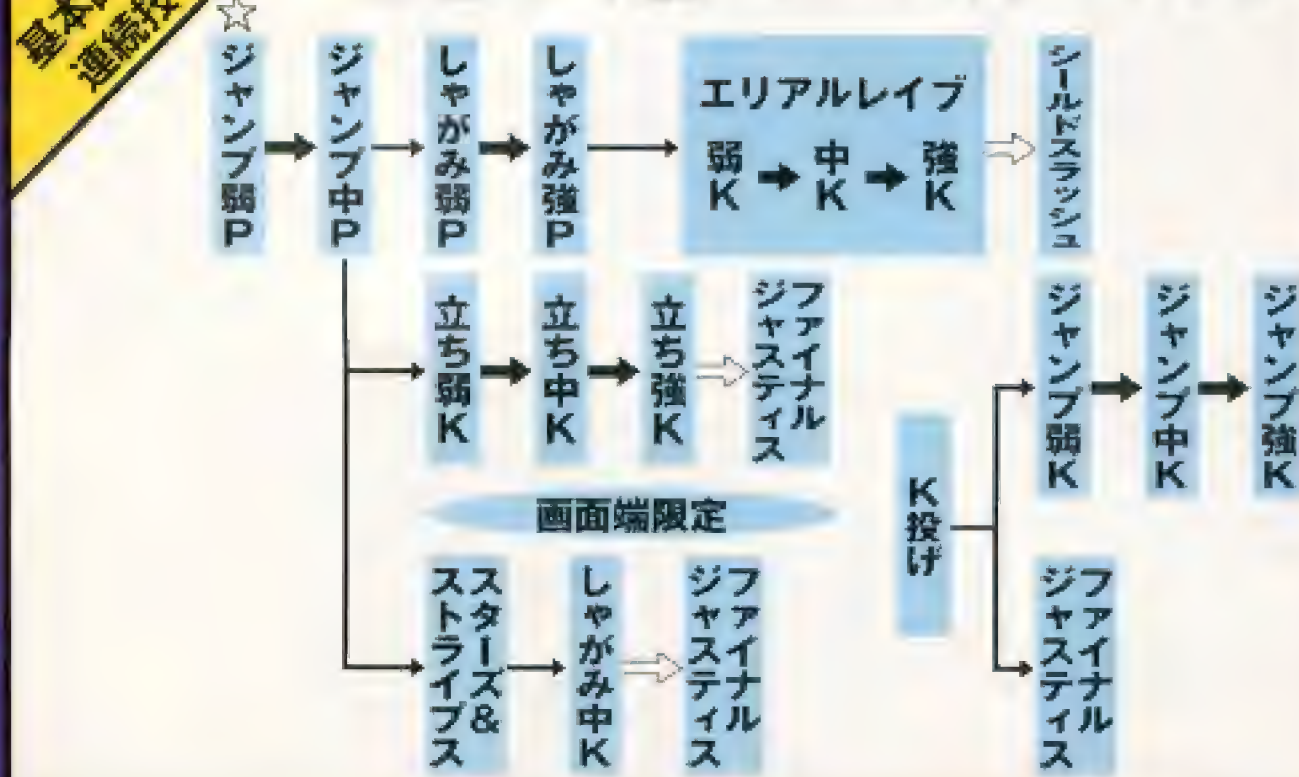 基本
連続技
☆
ジャンプ弱P
ジャンプ中P
しゃがみ弱P
しゃがみ強P
エリアルレイブ
弱K
中K
強K
シールドスラッシュ
立ち弱K
立ち中K
立ち強K
ファイナル
ジャスティス
画面端限定
スターズ&
ストライプス
しゃがみ中K
ファイナル
ジャスティス
K投げ
ジャンプ弱K
ジャンプ中K
ジャンプ強K
ファイナル
ジャスティス